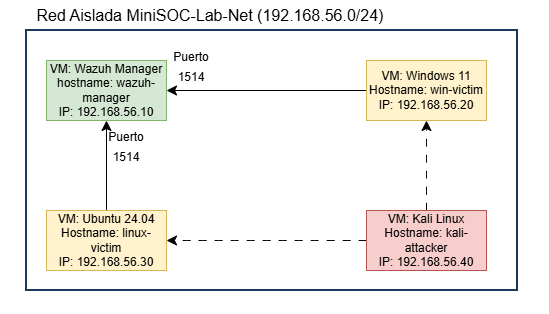 Red Aislada MiniSOC-Lab-Net (192.168.56.0/24)
VM: Wazuh Manager
hostname: wazuh-
manager
IP: 192.168.56.10
Puerto
1514
VM: Windows 11
Hostname: win-victim
IP: 192.168.56.20
Puerto
1514
VM: Ubuntu 24.04
Hostname: linux-
victim
IP: 192.168.56.30
VM: Kali Linux
Hostname: kali-
attacker
IP: 192.168.56.40